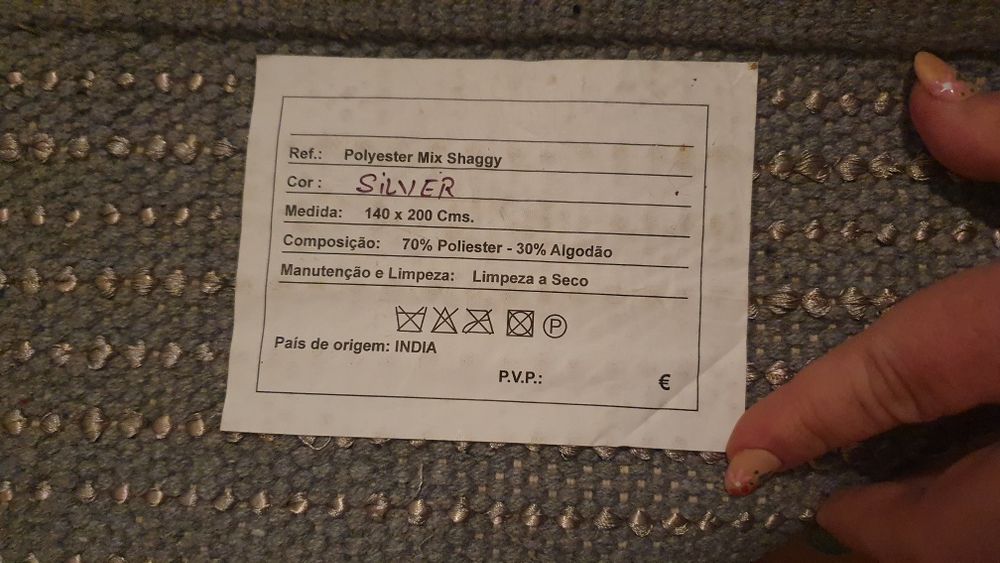 Ref.: Polyester Mix Shaggy
Cor : SiLVER
Medida: 140 x 200 Cms.
Composição: 70% Poliester - 30% Algodão
Manutenção e Limpeza: Limpeza a Seco
P
País de origem: INDIA
P.V.P.: €